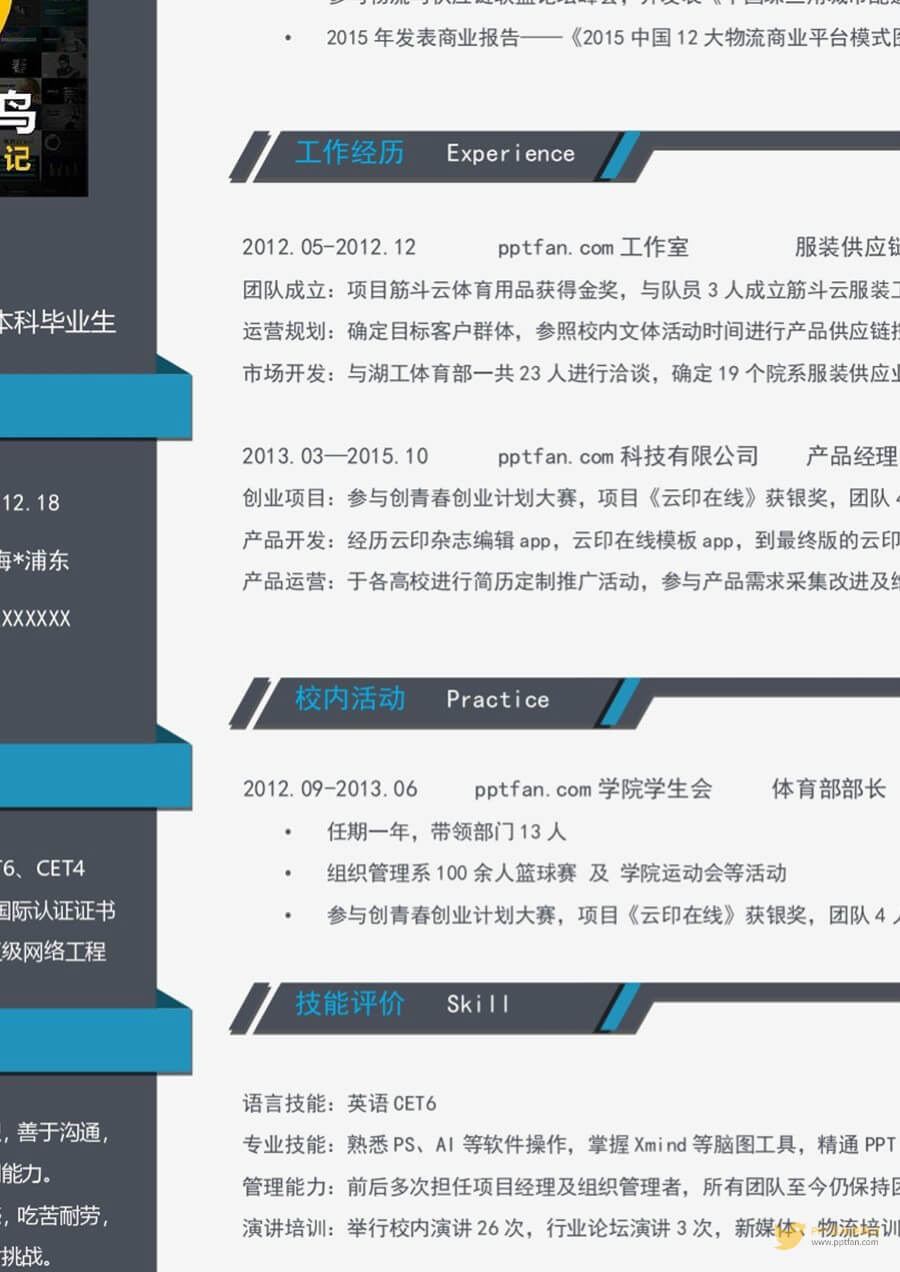 2015 年发表商业报告——《2015 中国 12 大物流商业平台模式
鸟
记
工作经历 Experience
2012.05-2012.12 pptfan.com 工作室 服装供应
团队成立：项目筋斗云体育用品获得金奖，与队员 3 人成立筋斗云服装
运营规划：确定目标客户群体，参照校内文体活动时间进行产品供应链
市场开发：与湖工体育部一共 23 人进行洽谈，确定 19 个院系服装供应
2013.03—2015.10 pptfan.com 科技有限公司 产品经理
创业项目：参与创青春创业计划大赛，项目《云印在线》获银奖，团队 4
产品开发：经历云印杂志编辑 app，云印在线模板 app，到最终版的云印
产品运营：于各高校进行简历定制推广活动，参与产品需求采集改进及
校内活动 Practice
2012.09-2013.06 pptfan.com 学院学生会 体育部部长
• 任期一年，带领部门 13 人
• 组织管理系 100 余人篮球赛 及 学院运动会等活动
• 参与创青春创业计划大赛，项目《云印在线》获银奖，团队 4
技能评价 Skill
语言技能：英语 CET6
专业技能：熟悉 PS、AI 等软件操作，掌握 Xmind 等脑图工具，精通 PPT
管理能力：前后多次担任项目经理及组织管理者，所有团队至今仍保持
演讲培训：举行校内演讲 26 次，行业论坛演讲 3 次，新媒体、物流培训
本科毕业生
12.18
海*浦东
XXXXXX
6、CET4
国际认证证书
级网络工程
，善于沟通，
能力。
，吃苦耐劳，
挑战。
www.pptfan.com